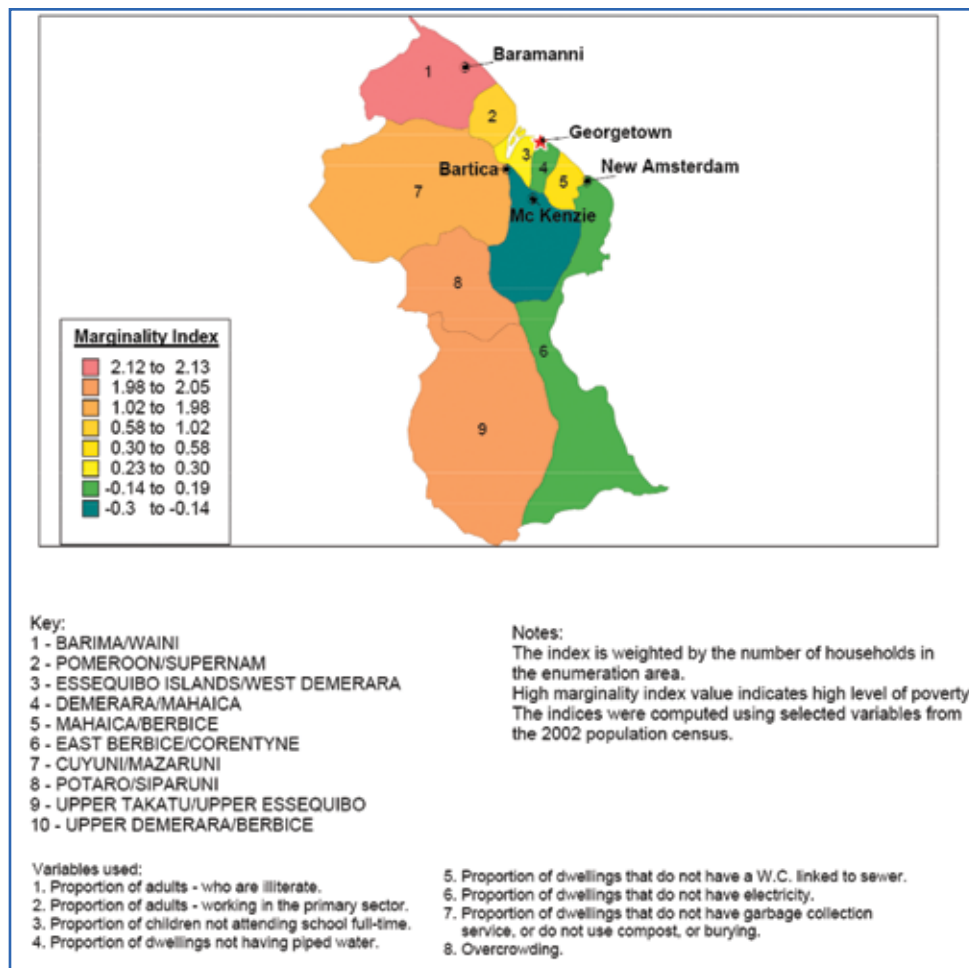 Baramanni
1
2
Georgetown
3
4
New Amsterdam
Bartica
5
7
Mc Kenzie
8
6
9
Marginality Index
2.12 to 2.13
1.98 to 2.05
1.02 to 1.98
0.58 to 1.02
0.30 to 0.58
0.23 to 0.30
-0.14 to 0.19
-0.3 to -0.14
Key:
1 - BARIMA/WAINI
2 - POMEROON/SUPERNAM
3 - ESSEQUIBO ISLANDS/WEST DEMERARA
4 - DEMERARA/MAHAICA
5 - MAHAICA/BERBICE
6 - EAST BERBICE/CORENTYNE
7 - CUYUNI/MAZARUNI
8 - POTARO/SIPARUNI
9 - UPPER TAKATU/UPPER ESSEQUIBO
10 - UPPER DEMERARA/BERBICE
Notes:
The index is weighted by the number of households in
the enumeration area.
High marginality index value indicates high level of poverty
The indices were computed using selected variables from
the 2002 population census.
Variables used:
1. Proportion of adults - who are illiterate.
2. Proportion of adults - working in the primary sector.
3. Proportion of children not attending school full-time.
4. Proportion of dwellings not having piped water.
5. Proportion of dwellings that do not have a W.C. linked to sewer.
6. Proportion of dwellings that do not have electricity.
7. Proportion of dwellings that do not have garbage collection
service, or do not use compost, or burying.
8. Overcrowding.